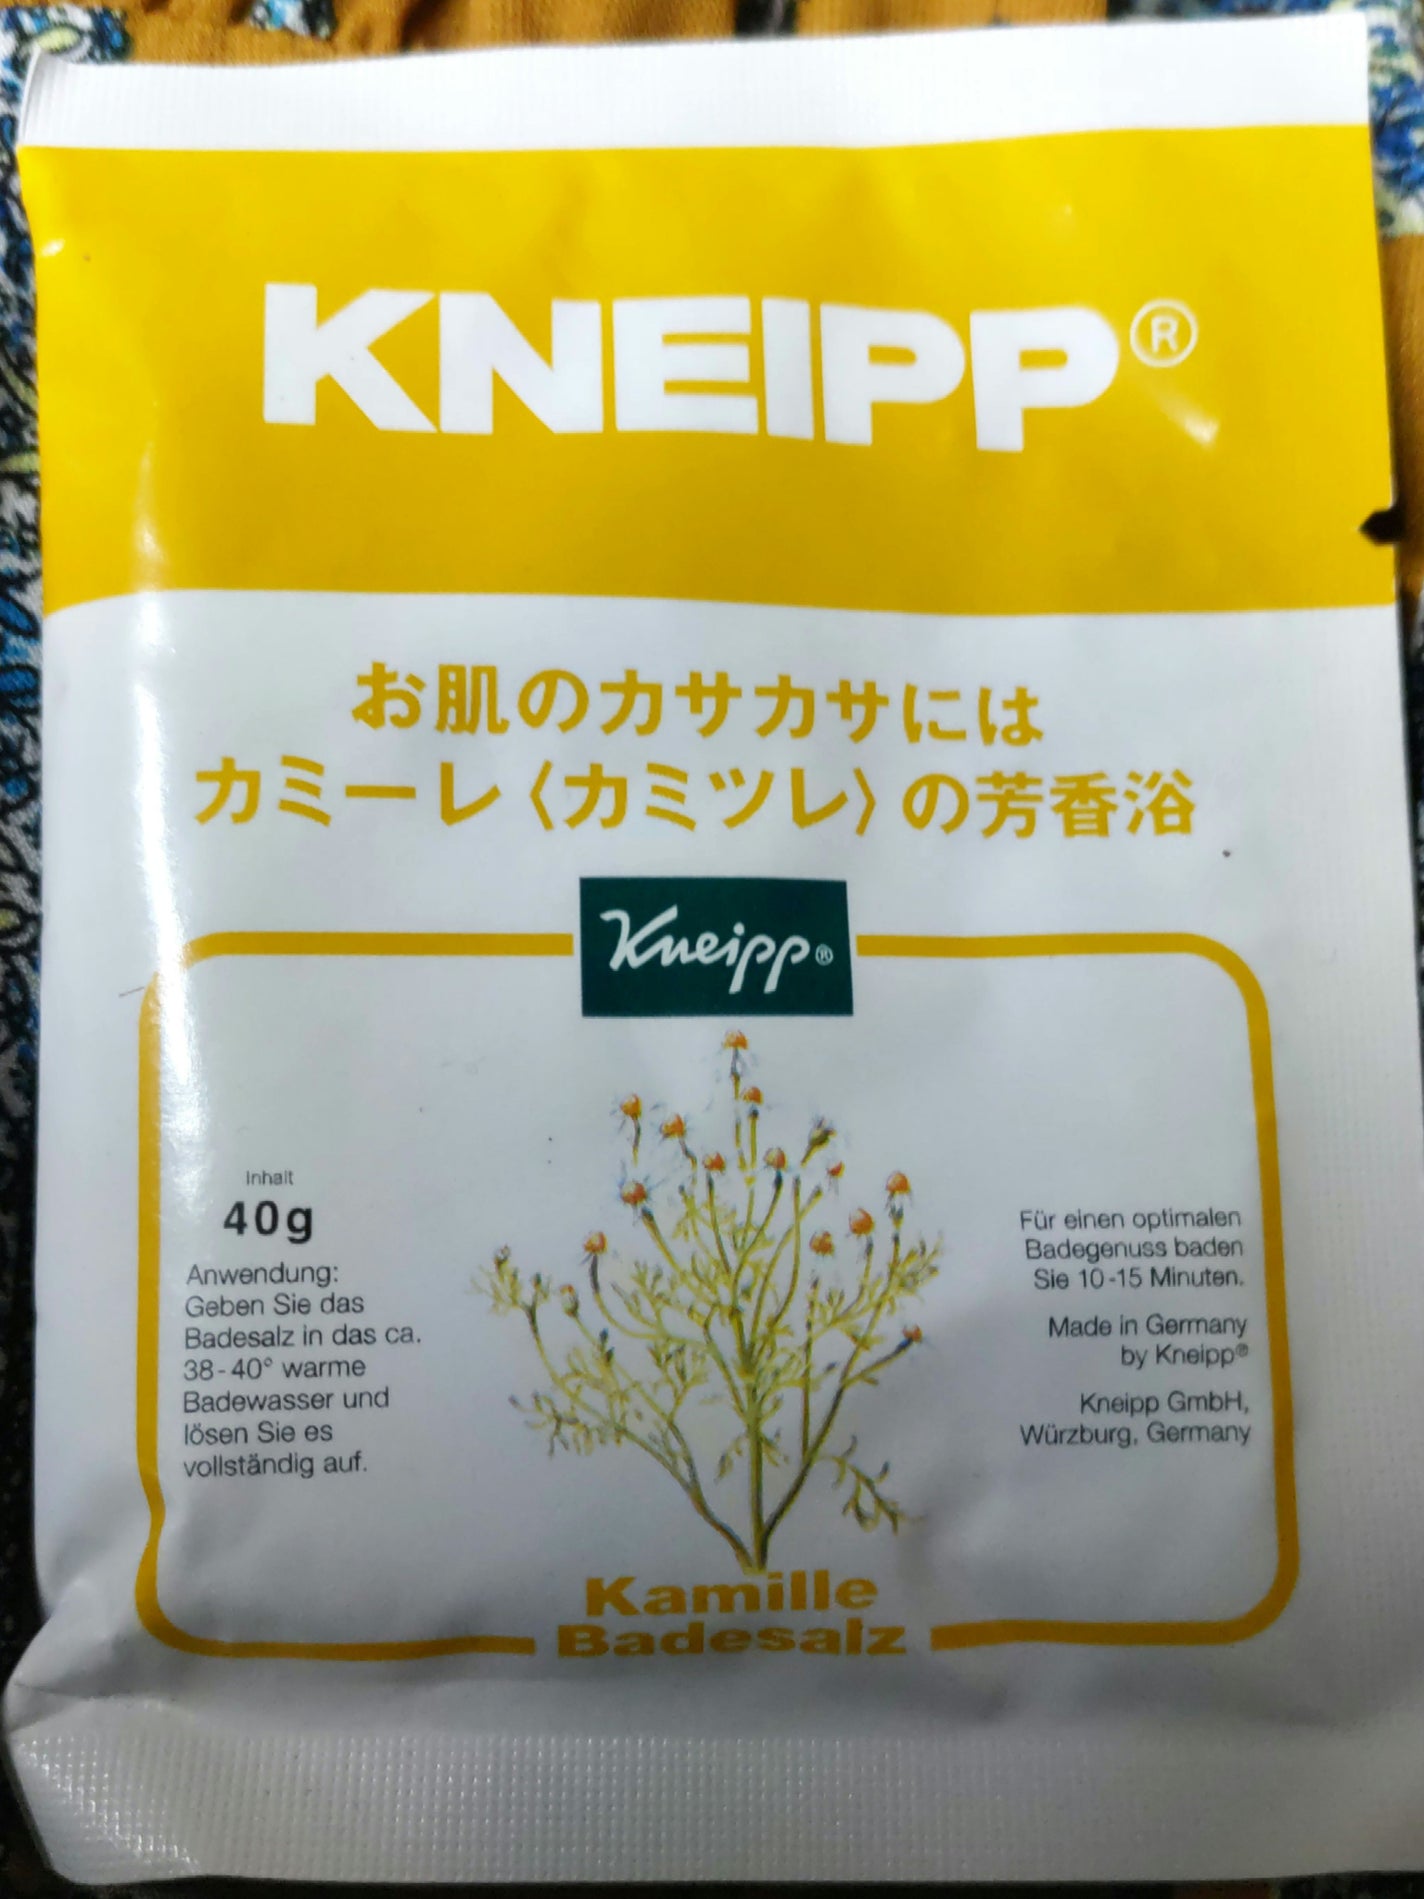 KNEIPP®
お肌のカサカサには
カミーレ〈カミツレ〉の芳香浴
Kneipp®
Inhalt
40g
Anwendung:
Geben Sie das
Badesalz in das ca.
38-40° warme
Badewasser und
lösen Sie es
vollständig auf.
Für einen optimalen
Badegenuss baden
Sie 10-15 Minuten.
Made in Germany
by Kneipp®
Kneipp GmbH,
Würzburg, Germany
Kamille
Badesalz